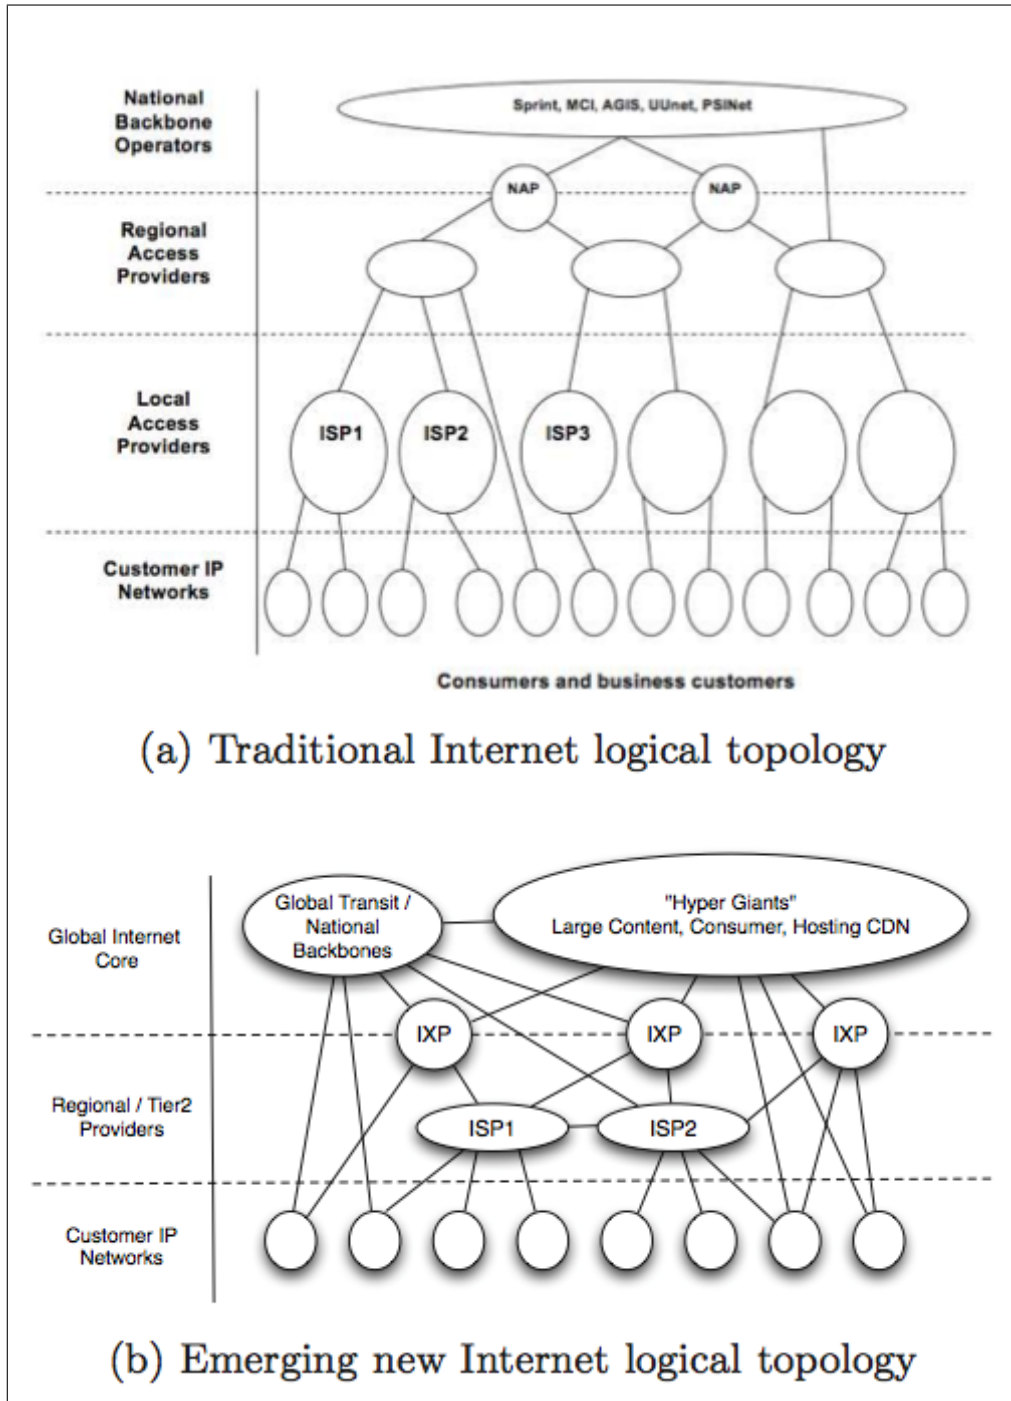 National
Backbone
Operators
Sprint, MCI, AGIS, UUnet, PSINet
NAP
NAP
Regional
Access
Providers
Local
Access
Providers
ISP1
ISP2
ISP3
Customer IP
Networks
Consumers and business customers
(a) Traditional Internet logical topology
Global Internet
Core
Global Transit /
National
Backbones
"Hyper Giants"
Large Content, Consumer, Hosting CDN
IXP
IXP
IXP
Regional / Tier2
Providers
ISP1
ISP2
Customer IP
Networks
(b) Emerging new Internet logical topology